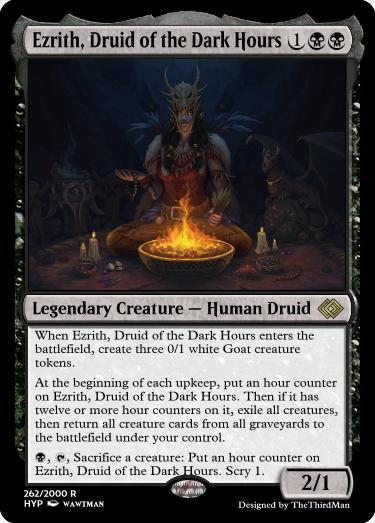 Ezrith, Druid of the Dark Hours 1
Legendary Creature — Human Druid
When Ezrith, Druid of the Dark Hours enters the
battlefield, create three 0/1 white Goat creature
tokens.
At the beginning of each upkeep, put an hour counter
on Ezrith, Druid of the Dark Hours. Then if it has
twelve or more hour counters on it, exile all creatures,
then return all creature cards from all graveyards to
the battlefield under your control.
, , Sacrifice a creature: Put an hour counter on
Ezrith, Druid of the Dark Hours. Scry 1.
2/1
262/2000 R
HYP WAWTMAN
Designed by TheThirdMan